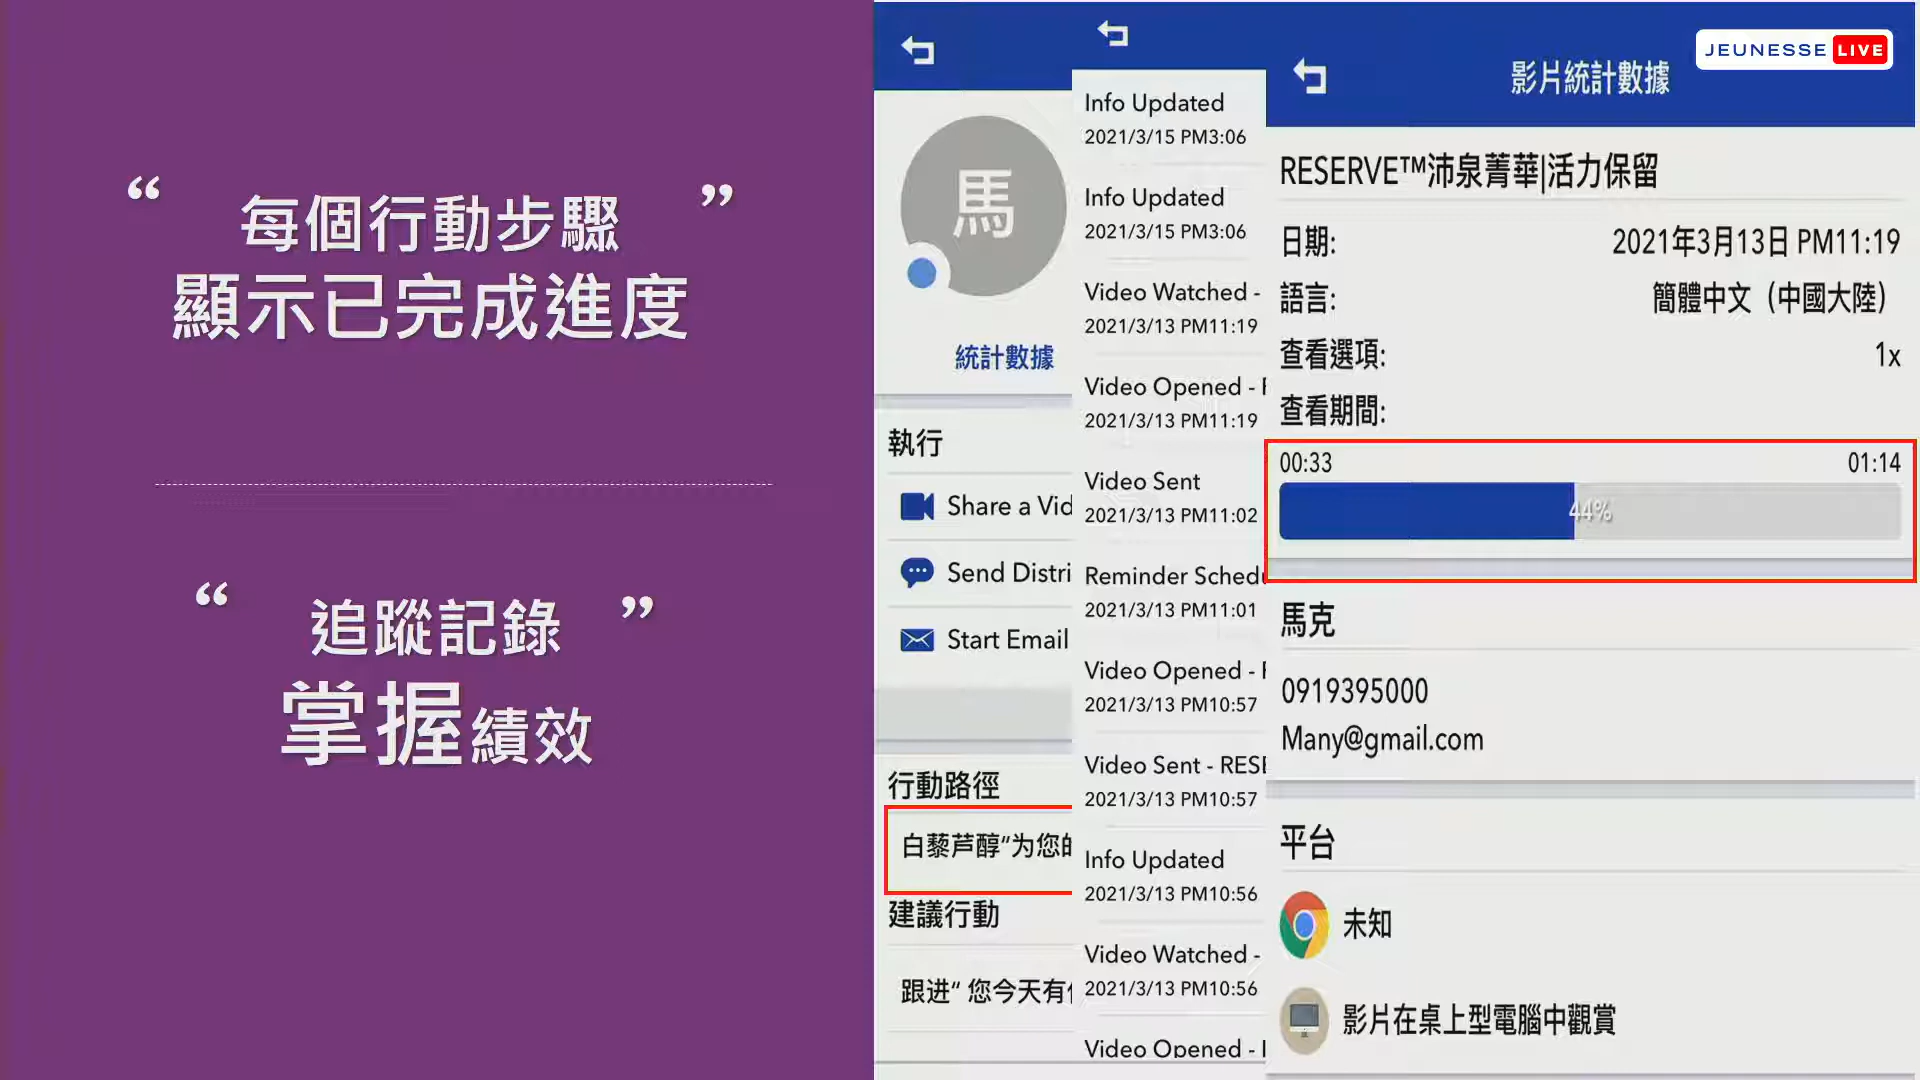 “ 每個行動步驟 ”
顯示已完成進度
“ 追蹤記錄 ”
掌握績效
馬
統計數據
執行
Share a Vid
Send Distri
Start Email
行動路徑
白藜芦醇“为您的
建議行動
跟进“ 您今天有
Info Updated
2021/3/15 PM3:06
Info Updated
2021/3/15 PM3:06
Video Watched -
2021/3/13 PM11:19
Video Opened -
2021/3/13 PM11:19
Video Sent
2021/3/13 PM11:02
Reminder Sched
2021/3/13 PM11:01
Video Opened -
2021/3/13 PM10:57
Video Sent - RESE
2021/3/13 PM10:57
Info Updated
2021/3/13 PM10:56
Video Watched -
2021/3/13 PM10:56
Video Opened -
JEUNESSE LIVE
影片統計數據
RESERVE™沛泉菁華|活力保留
日期: 2021年3月13日 PM11:19
語言: 簡體中文（中國大陸）
查看選項: 1x
查看期間:
00:33 01:14
44%
馬克
0919395000
Many@gmail.com
平台
未知
影片在桌上型電腦中觀賞